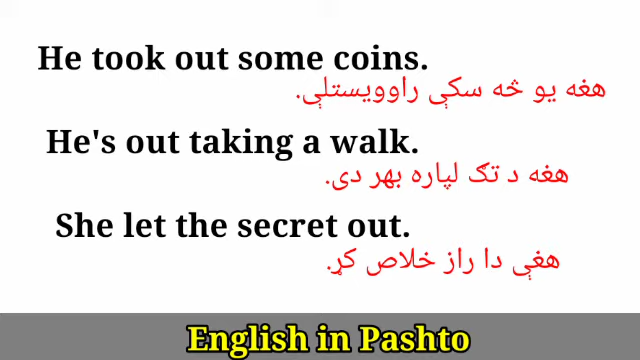 He took out some coins.
هغه یو څه سکې راوویستلې.
He's out taking a walk.
هغه د تګ لپاره بهر دی.
She let the secret out.
هغې دا راز خلاص کړ.
English in Pashto